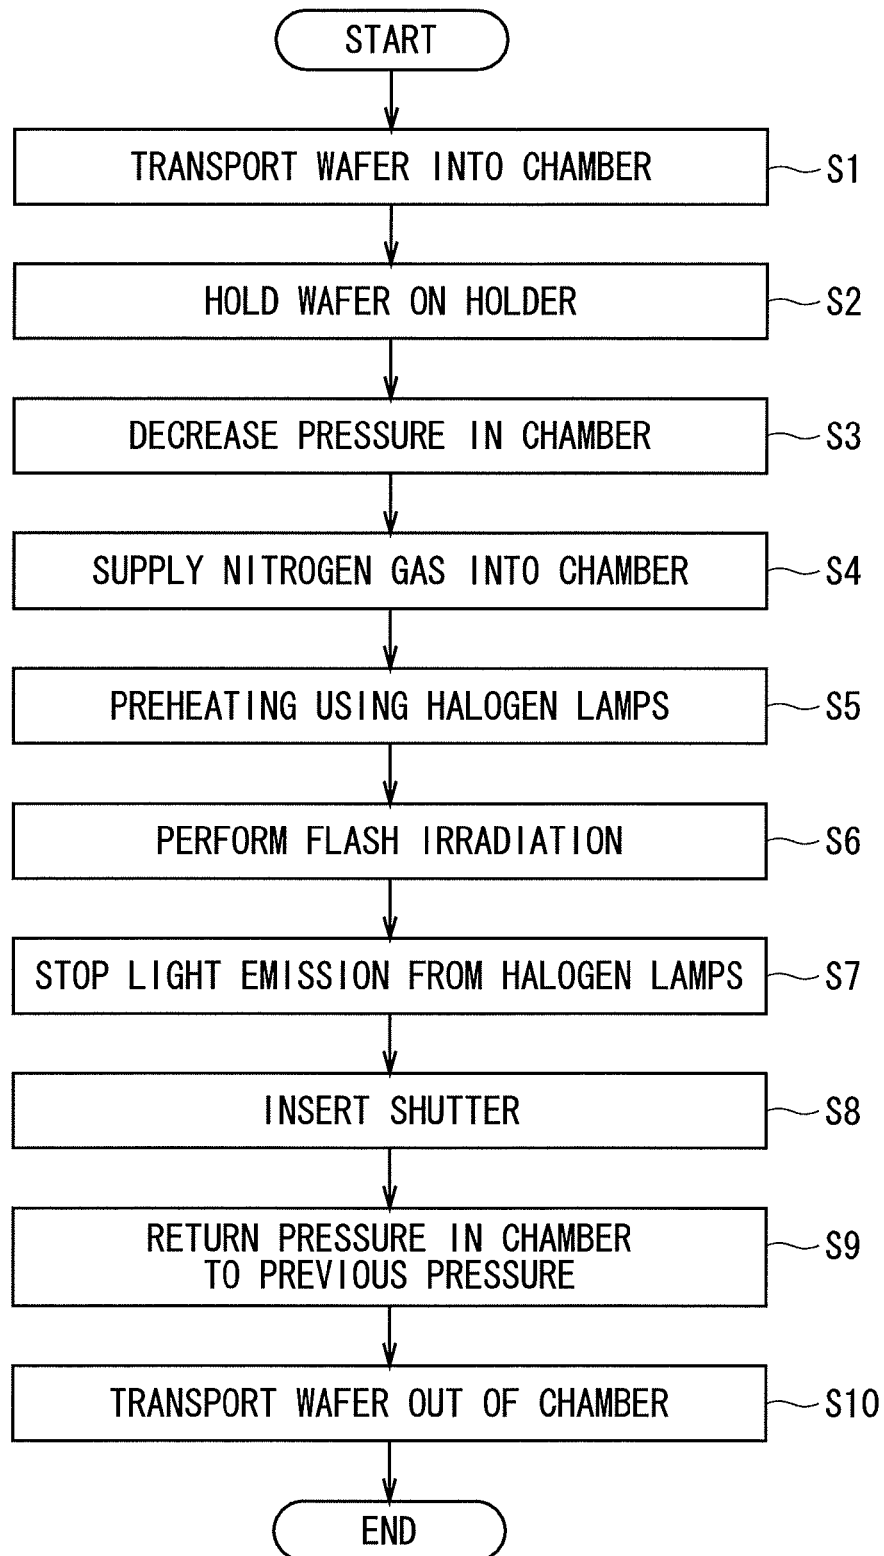 START
TRANSPORT WAFER INTO CHAMBER
S1
HOLD WAFER ON HOLDER
S2
DECREASE PRESSURE IN CHAMBER
S3
SUPPLY NITROGEN GAS INTO CHAMBER
S4
PREHEATING USING HALOGEN LAMPS
S5
PERFORM FLASH IRRADIATION
S6
STOP LIGHT EMISSION FROM HALOGEN LAMPS
S7
INSERT SHUTTER
S8
RETURN PRESSURE IN CHAMBER
TO PREVIOUS PRESSURE
S9
TRANSPORT WAFER OUT OF CHAMBER
S10
END